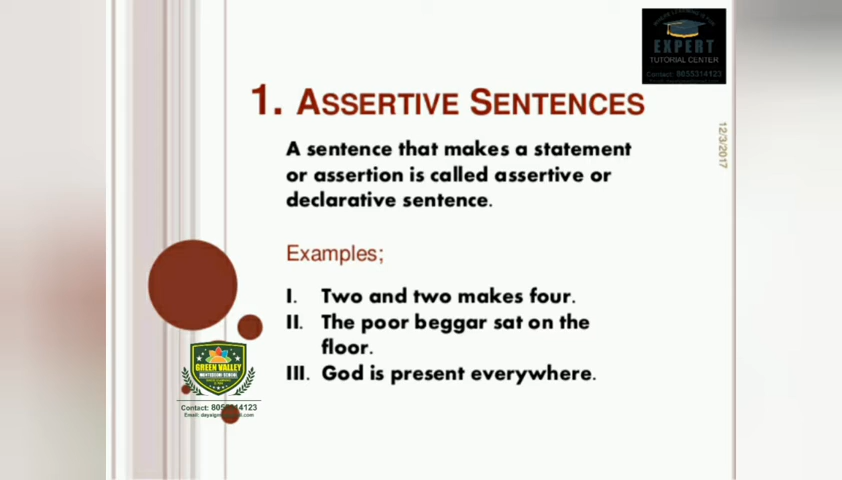 EXPERT
TUTORIAL CENTER
Contact: 8055314123
12/3/2017
1. ASSERTIVE SENTENCES
A sentence that makes a statement
or assertion is called assertive or
declarative sentence.
Examples;
I. Two and two makes four.
II. The poor beggar sat on the
floor.
III. God is present everywhere.
GREEN VALLEY
MONTESSORI SCHOOL